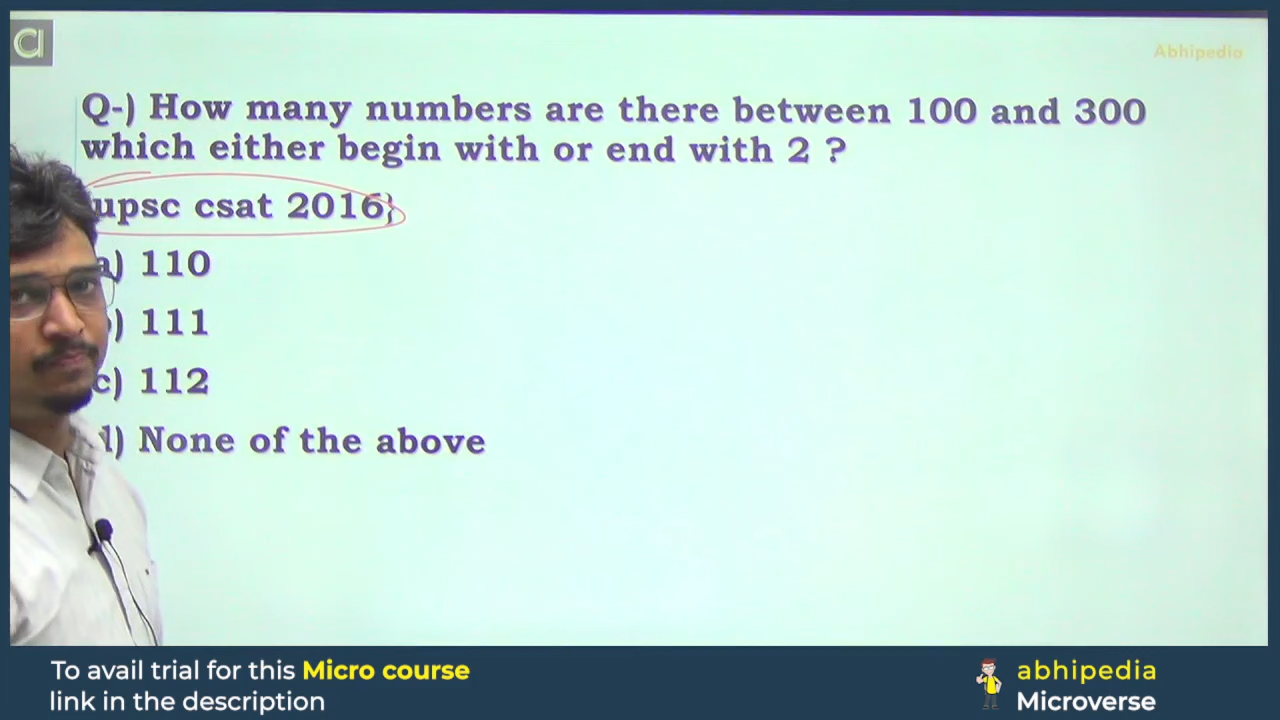 a
Abhipedia
Q-) How many numbers are there between 100 and 300
which either begin with or end with 2 ?
upsc csat 2016}
a) 110
) 111
c) 112
d) None of the above
To avail trial for this Micro course
link in the description
abhipedia
Microverse